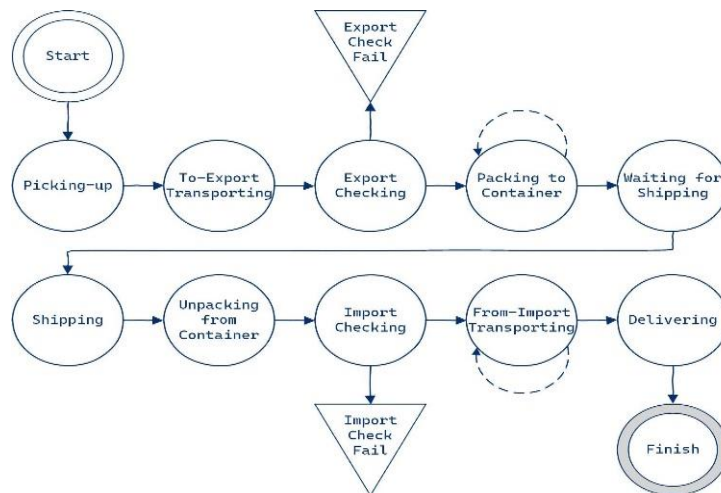 Start
Export
Check
Fail
Picking-up
To-Export
Transporting
Export
Checking
Packing to
Container
Waiting for
Shipping
Shipping
Unpacking
from
Container
Import
Checking
From-Import
Transporting
Delivering
Import
Check
Fail
Finish